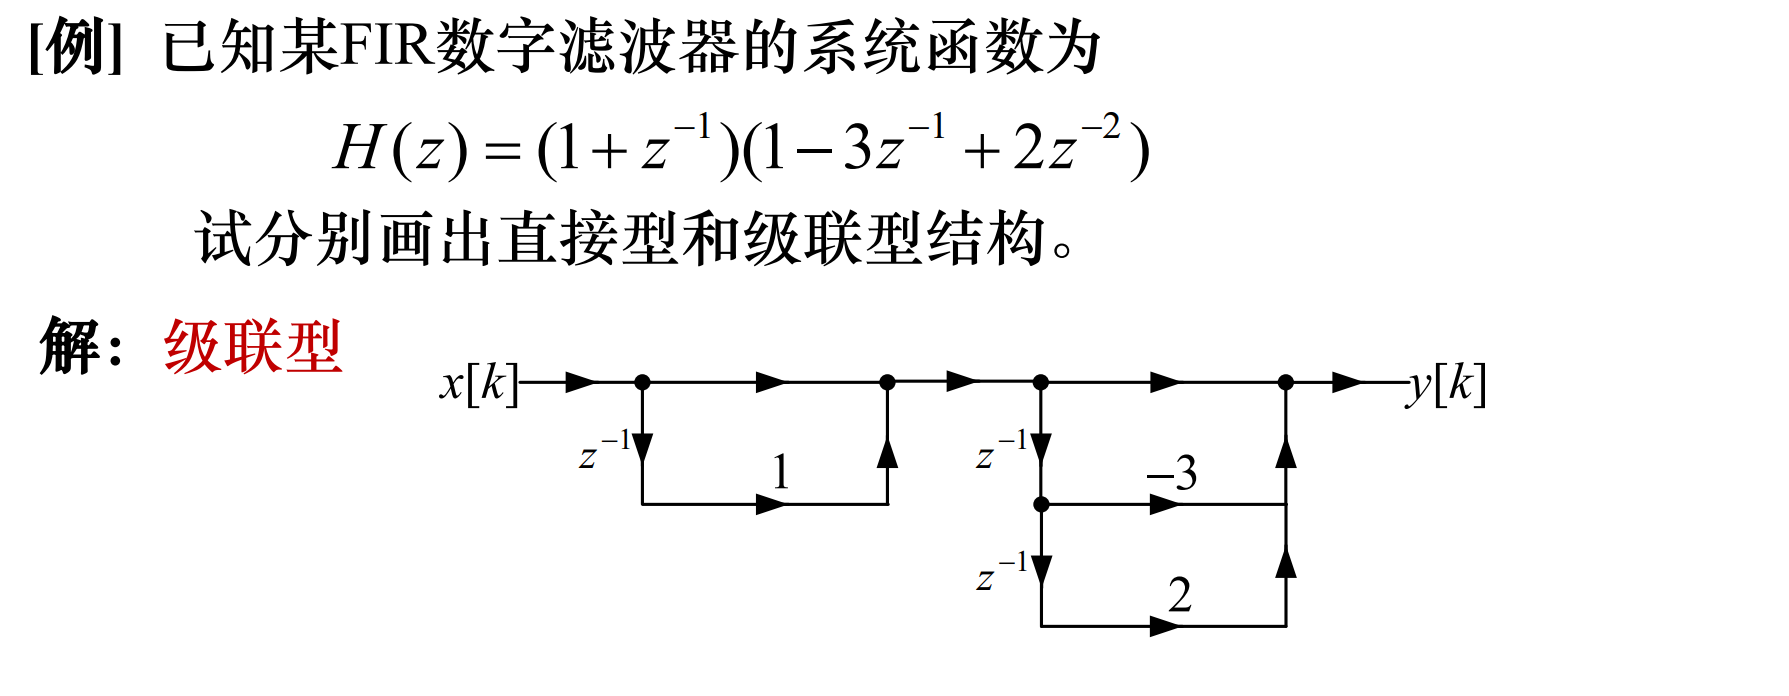 [例] 已知某FIR数字滤波器的系统函数为
H(z) = (1+z⁻¹)(1−3z⁻¹+2z⁻²)
试分别画出直接型和级联型结构。
解: 级联型
x[k] y[k]
z⁻¹ 1 z⁻¹ −3
z⁻¹ 2